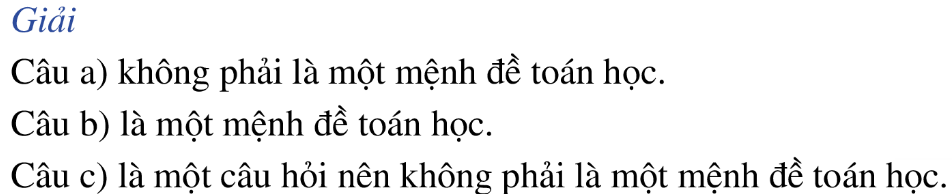 Giải
Câu a) không phải là một mệnh đề toán học.
Câu b) là một mệnh đề toán học.
Câu c) là một câu hỏi nên không phải là một mệnh đề toán học